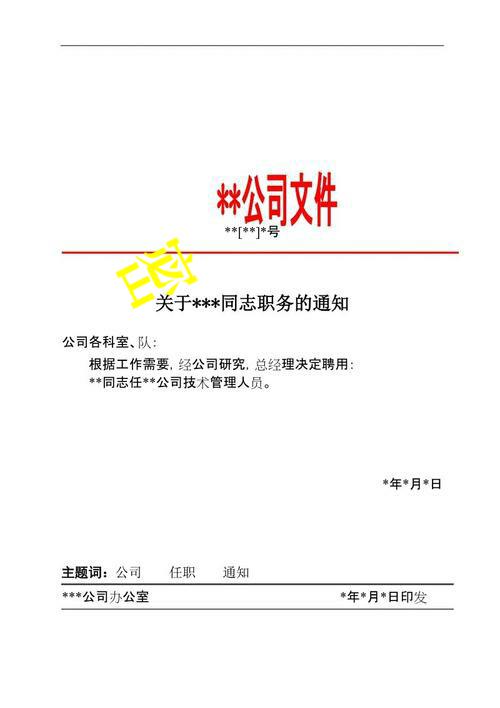 **公司文件
**[**]*号
关于***同志职务的通知
公司各科室、队:
根据工作需要, 经公司研究, 总经理决定聘用:
**同志任**公司技术管理人员。
*年*月*日
主题词: 公司 任职 通知
***公司办公室 *年*月*日印发